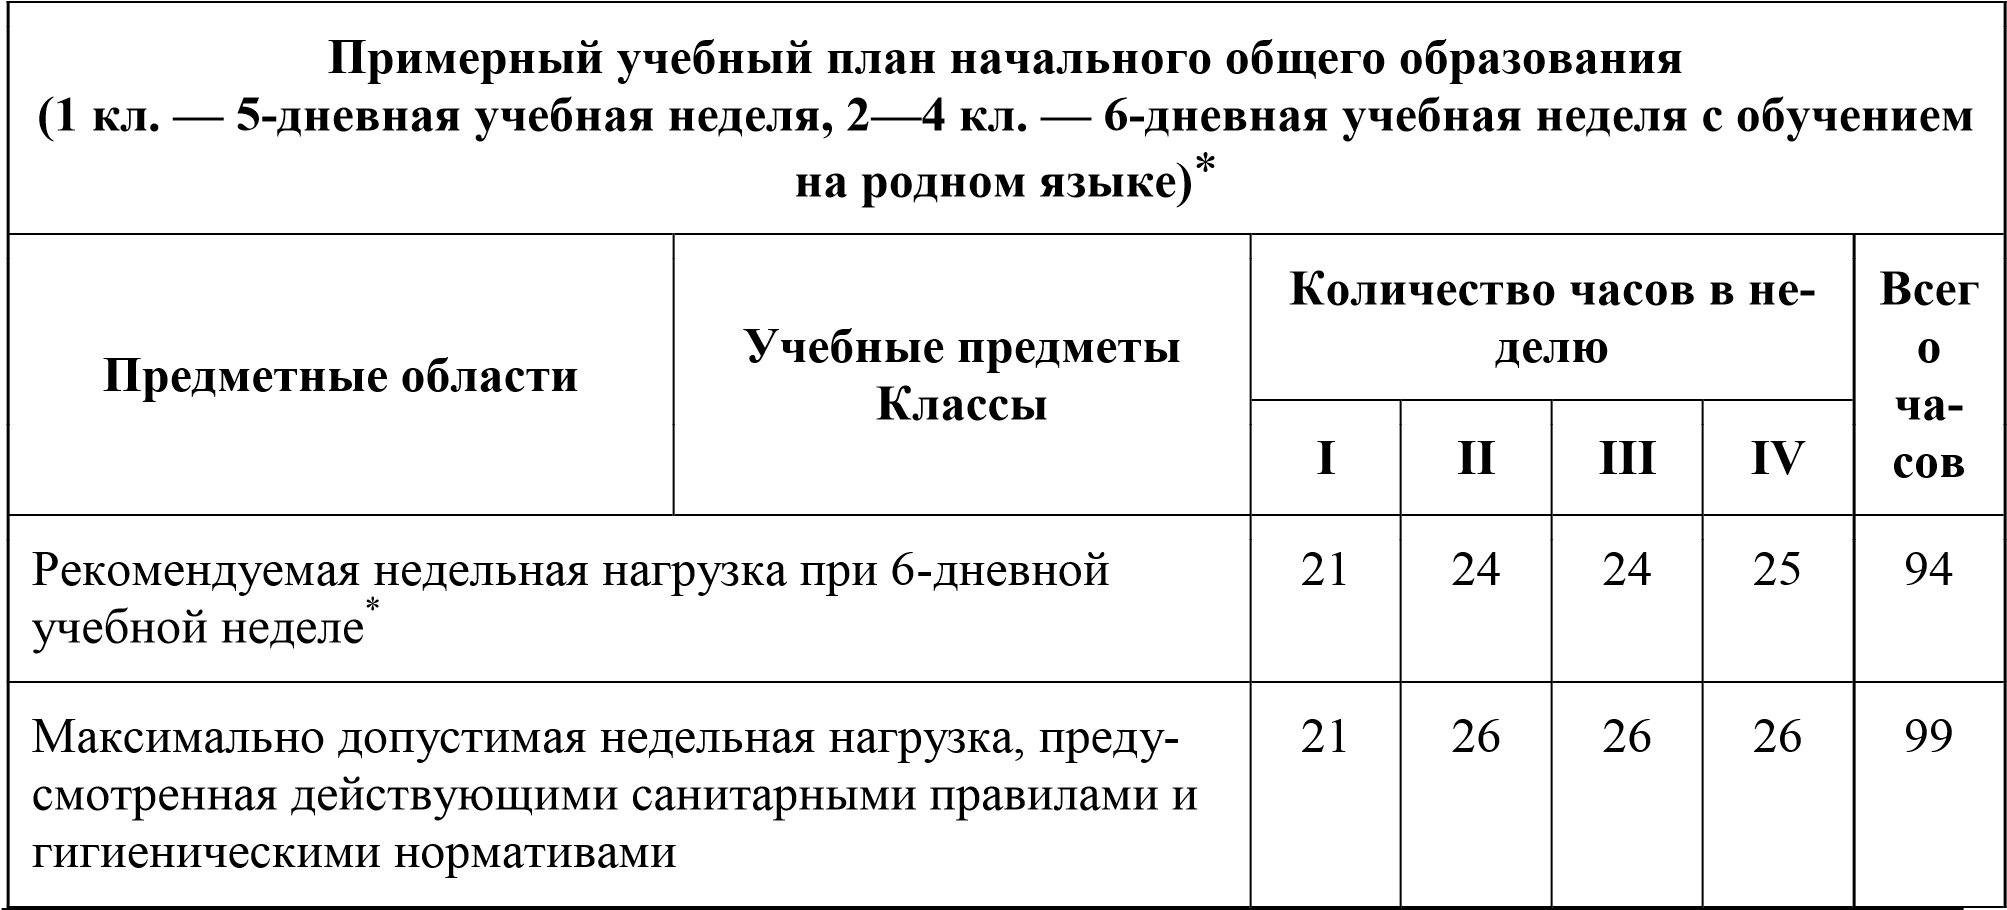 Примерный учебный план начального общего образования
(1 кл. — 5-дневная учебная неделя, 2—4 кл. — 6-дневная учебная неделя с обучением
на родном языке)*
Предметные области
Учебные предметы
Классы
Количество часов в не-
делю
Всег
о
ча-
сов
I
II
III
IV
Рекомендуемая недельная нагрузка при 6-дневной
учебной неделе*
21
24
24
25
94
Максимально допустимая недельная нагрузка, преду-
смотренная действующими санитарными правилами и
гигиеническими нормативами
21
26
26
26
99